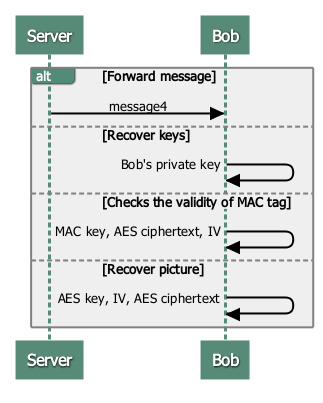 Server Bob
alt [Forward message]
message4
[Recover keys]
Bob's private key
[Checks the validity of MAC tag]
MAC key, AES ciphertext, IV
[Recover picture]
AES key, IV, AES ciphertext
Server Bob